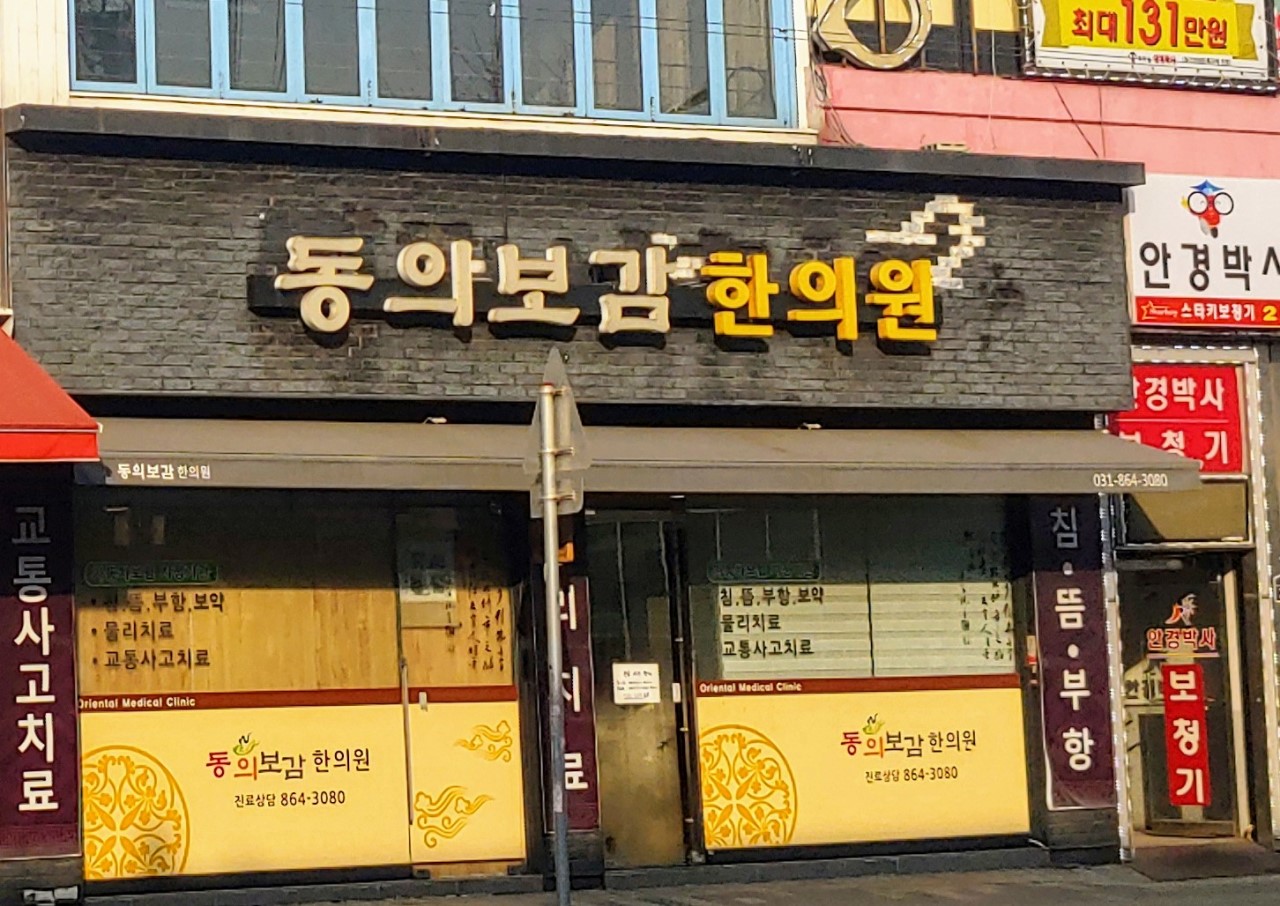 최대131만원
동의보감한의원
안경박사
스타키보청기 2
안경박사
보청기
동의보감한의원
031-864-3080
교통사고치료
침.뜸.부항.보약
물리치료
교통사고치료
Oriental Medical Clinic
동의보감한의원
진료상담 864-3080
리치료
침.뜸.부항.보약
물리치료
교통사고치료
Oriental Medical Clinic
동의보감한의원
진료상담 864-3080
침•뜸•부항
안경박사
보청기